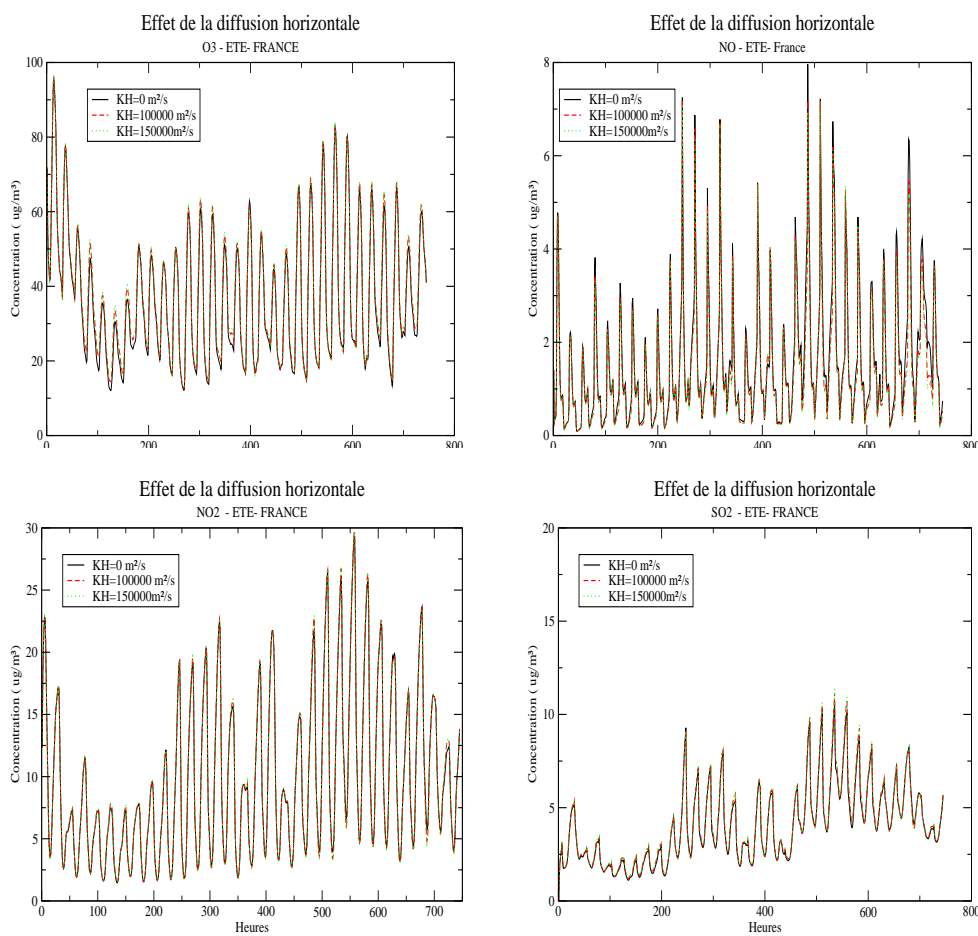 Effet de la diffusion horizontale
O3 - ETE- FRANCE
Concentration ( ug/m³)
100
80
60
40
20
0
KH=0 m²/s
KH=100000 m²/s
KH=150000m²/s
0 200 400 600 800
Effet de la diffusion horizontale
NO - ETE- France
Concentration ( ug/m³)
8
6
4
2
0
KH=0 m²/s
KH=100000 m²/s
KH=150000m²/s
0 200 400 600 800
Effet de la diffusion horizontale
NO2 - ETE- FRANCE
Concentration ( ug/m³)
30
25
20
15
10
5
0
KH=0 m²/s
KH=100000 m²/s
KH=150000m²/s
0 100 200 300 400 500 600 700
Heures
Effet de la diffusion horizontale
SO2 - ETE- FRANCE
Concentration ( ug/m³)
20
15
10
5
0
KH=0 m²/s
KH=100000 m²/s
KH=150000m²/s
0 200 400 600 800
Heures